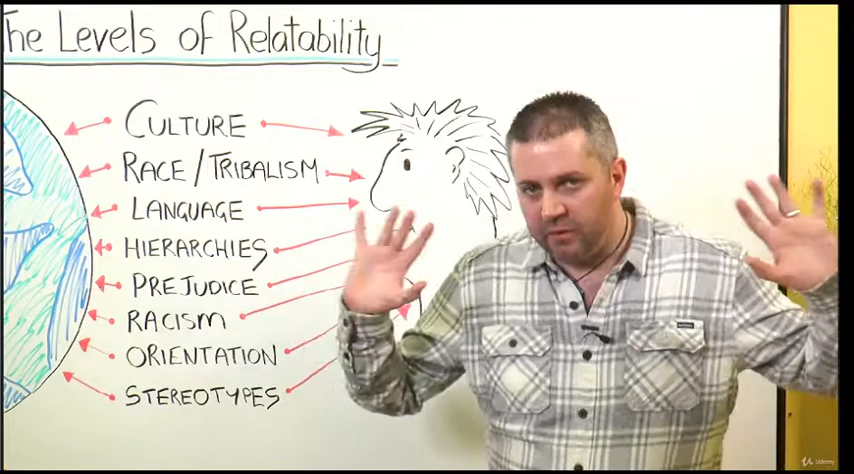 The Levels of Relatability
CULTURE
RACE/TRIBALISM
LANGUAGE
HIERARCHIES
PREJUDICE
RACISM
ORIENTATION
STEREOTYPES
Udemy